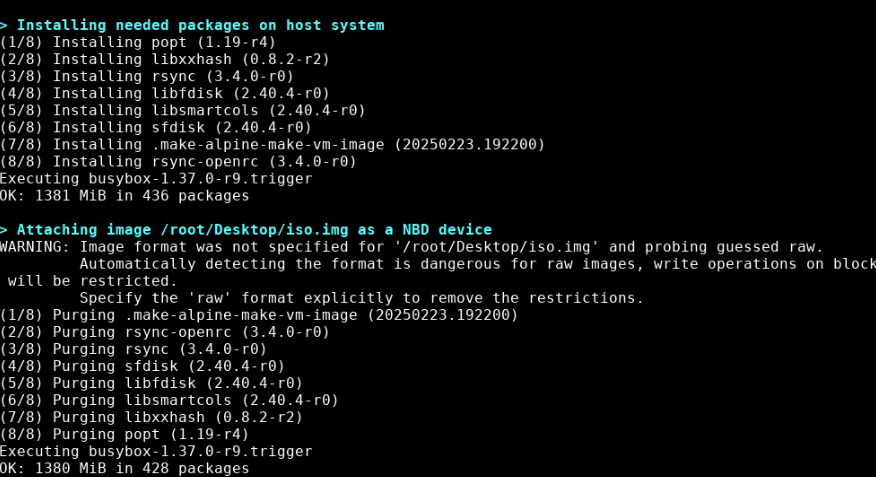 > Installing needed packages on host system
(1/8) Installing popt (1.19-r4)
(2/8) Installing libxxhash (0.8.2-r2)
(3/8) Installing rsync (3.4.0-r0)
(4/8) Installing libfdisk (2.40.4-r0)
(5/8) Installing libsmartcols (2.40.4-r0)
(6/8) Installing sfdisk (2.40.4-r0)
(7/8) Installing .make-alpine-make-vm-image (20250223.192200)
(8/8) Installing rsync-openrc (3.4.0-r0)
Executing busybox-1.37.0-r9.trigger
OK: 1381 MiB in 436 packages

> Attaching image /root/Desktop/iso.img as a NBD device
WARNING: Image format was not specified for '/root/Desktop/iso.img' and probing guessed raw.
         Automatically detecting the format is dangerous for raw images, write operations on block
 will be restricted.
         Specify the 'raw' format explicitly to remove the restrictions.
(1/8) Purging .make-alpine-make-vm-image (20250223.192200)
(2/8) Purging rsync-openrc (3.4.0-r0)
(3/8) Purging rsync (3.4.0-r0)
(4/8) Purging sfdisk (2.40.4-r0)
(5/8) Purging libfdisk (2.40.4-r0)
(6/8) Purging libsmartcols (2.40.4-r0)
(7/8) Purging libxxhash (0.8.2-r2)
(8/8) Purging popt (1.19-r4)
Executing busybox-1.37.0-r9.trigger
OK: 1380 MiB in 428 packages